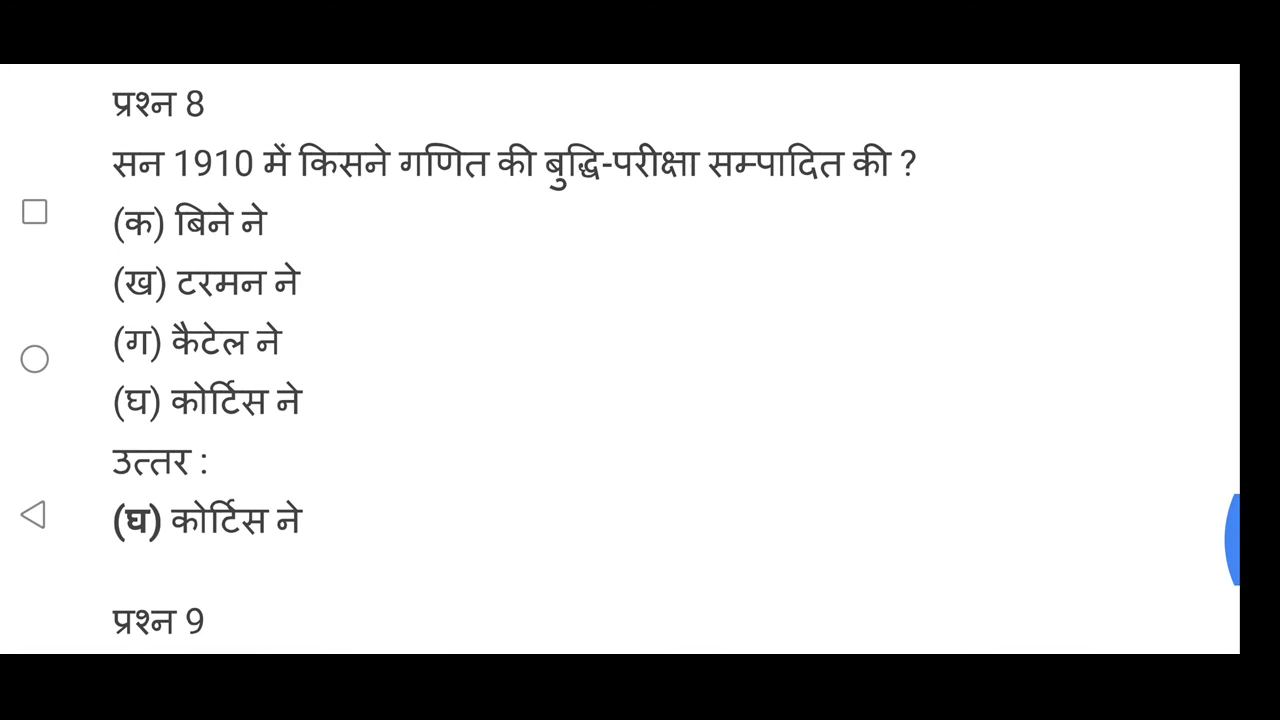 प्रश्न 8
सन 1910 में किसने गणित की बुद्धि-परीक्षा सम्पादित की ?
(क) बिने ने
(ख) टरमन ने
(ग) कैटेल ने
(घ) कोर्टिस ने
उत्तर :
(घ) कोर्टिस ने
प्रश्न 9